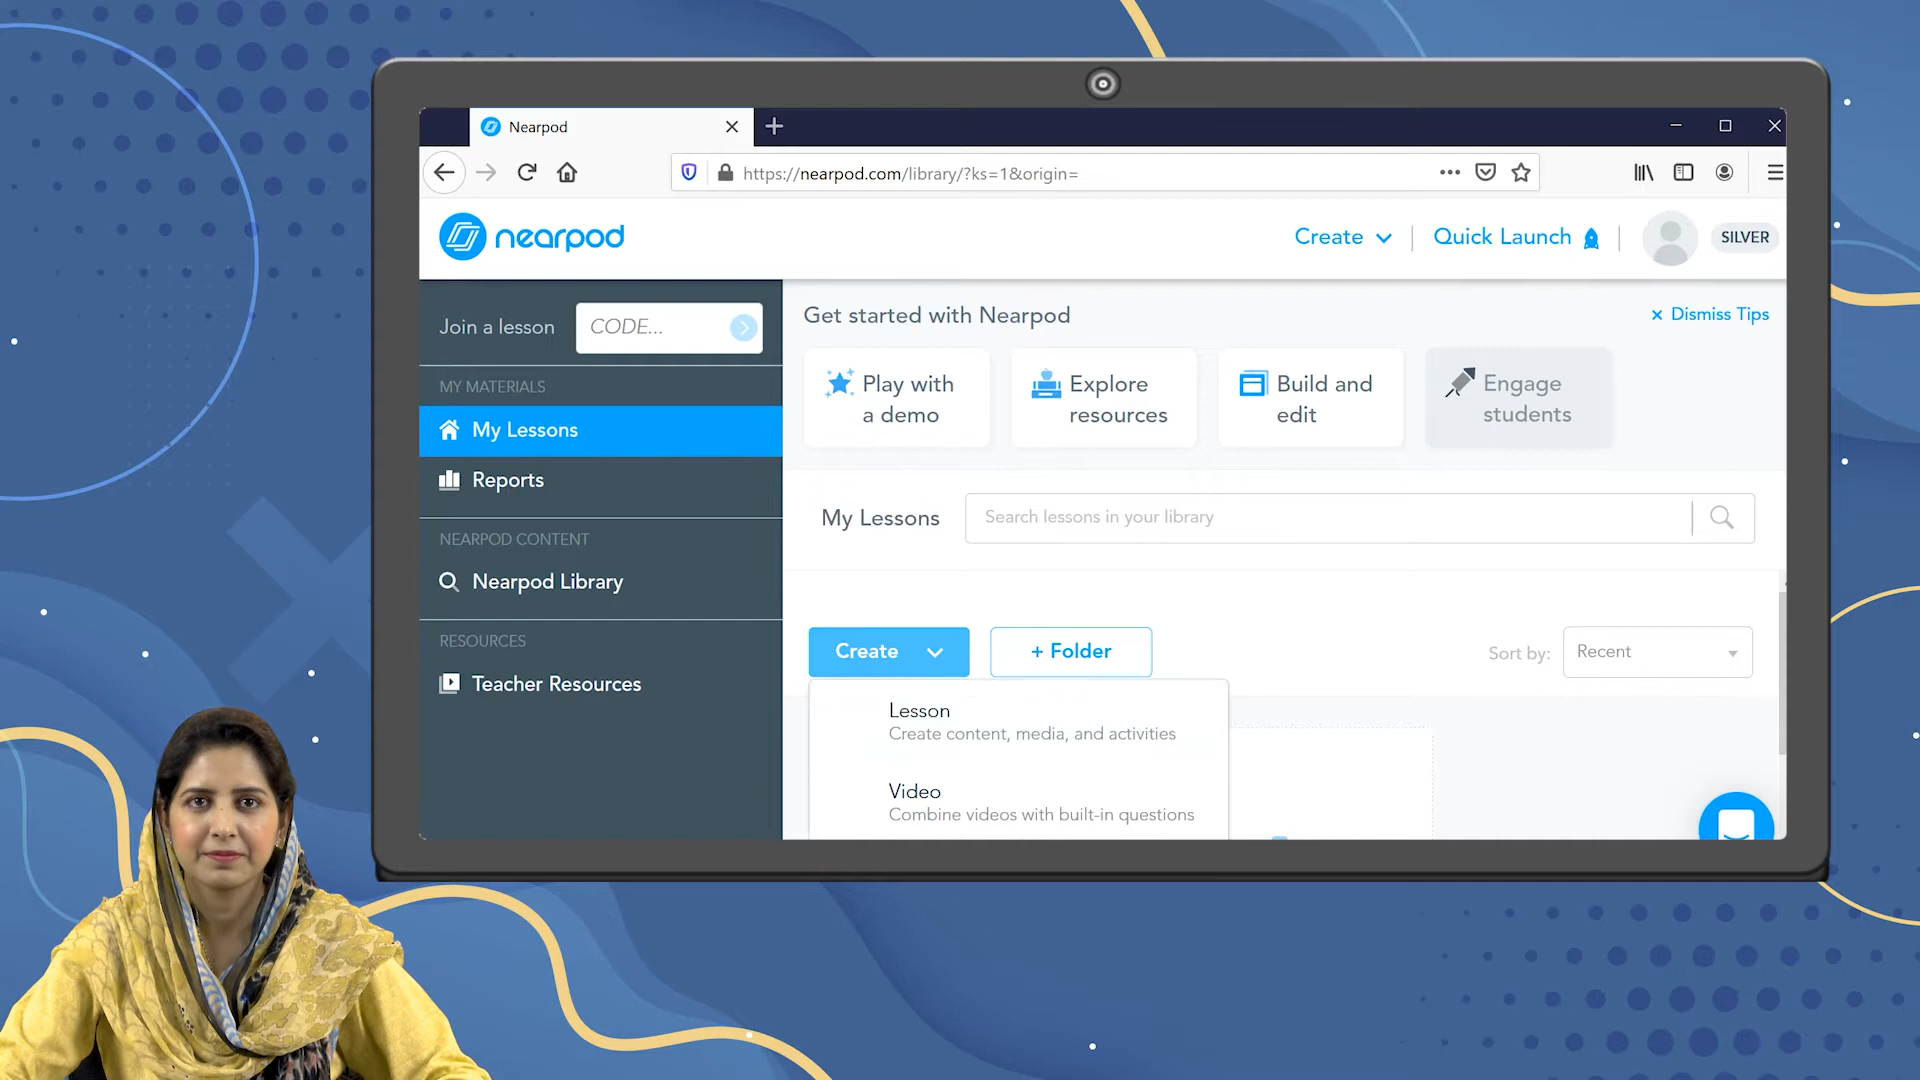 Nearpod
https://nearpod.com/library/?ks=1&origin=
nearpod
Create
Quick Launch
SILVER
Join a lesson
CODE...
Get started with Nearpod
Dismiss Tips
MY MATERIALS
Play with
a demo
Explore
resources
Build and
edit
Engage
students
My Lessons
Reports
My Lessons
Search lessons in your library
NEARPOD CONTENT
Nearpod Library
RESOURCES
Teacher Resources
Create
+ Folder
Sort by:
Recent
Lesson
Create content, media, and activities
Video
Combine videos with built-in questions